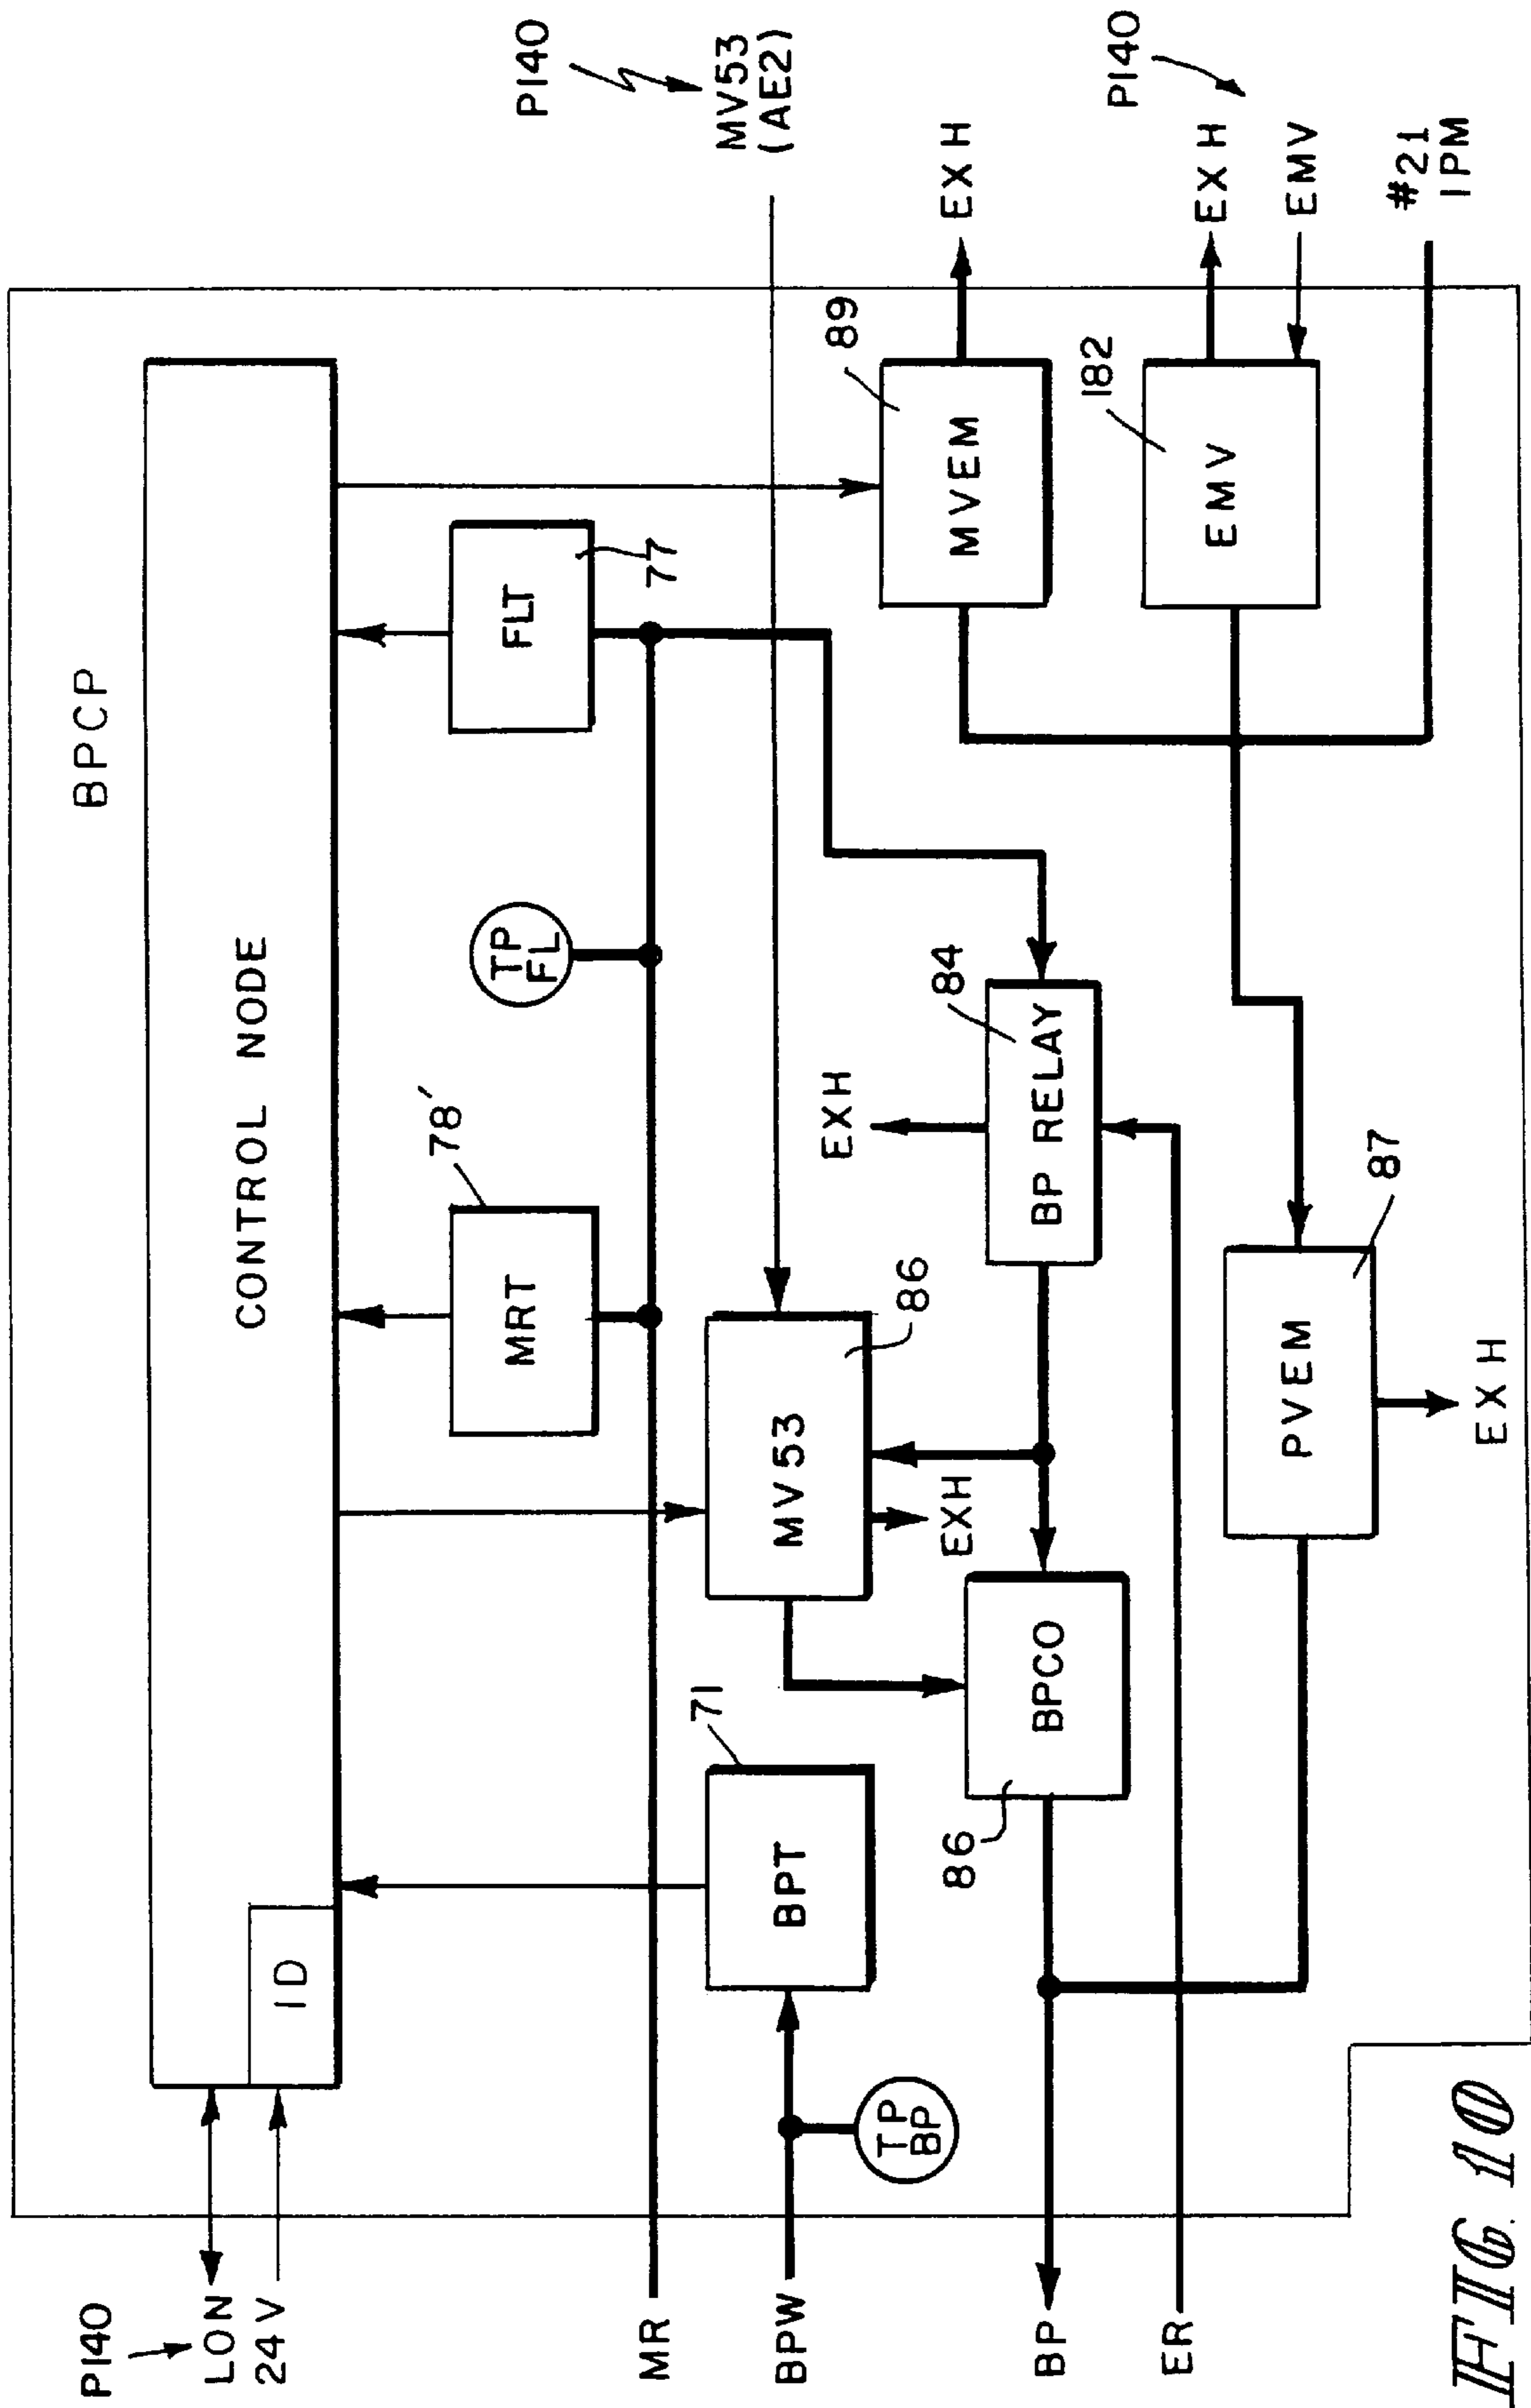 BPCP
CONTROL NODE
ID
P140
LON
24V
MRT
78'
TP
FL
FLT
77
MR
P140
MV53
(AE2)
BPW
TP
BP
BPT
71
MV53
86
EXH
EXH
MVEM
89
EXH
BP
BPCO
86
BP RELAY
84
EMV
182
EXH
EMV
P140
ER
PVEM
87
EXH
#21
IPM
FIG. 10